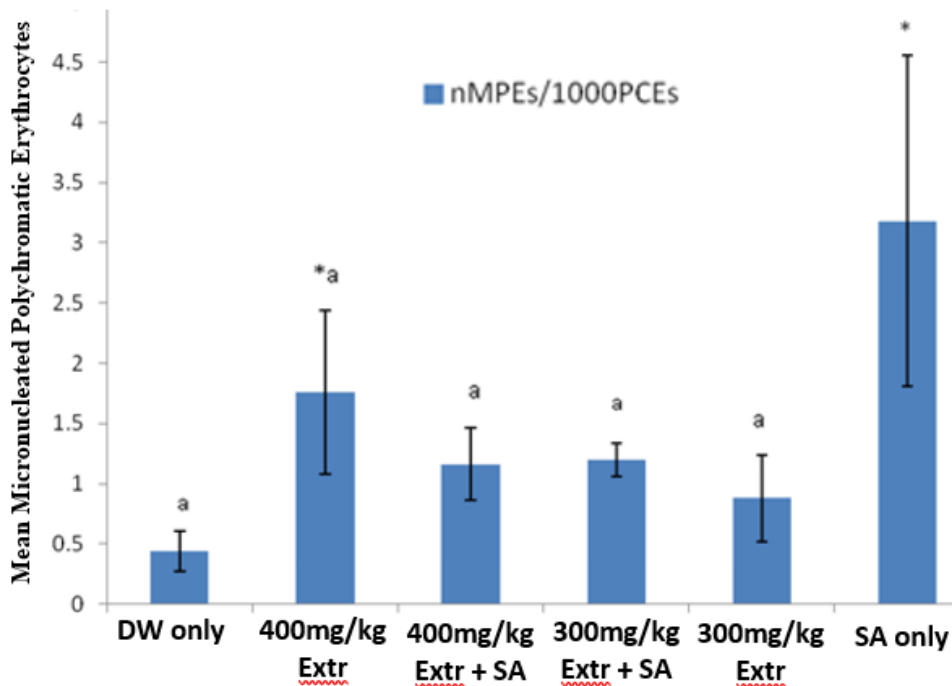 Mean Micronucleated Polychromatic Erythrocytes
4.5
4
3.5
3
2.5
2
1.5
1
0.5
0
nMPEs/1000PCEs
a
*a
a
a
a
*
DW only
400mg/kg
Extr
400mg/kg
Extr + SA
300mg/kg
Extr + SA
300mg/kg
Extr
SA only